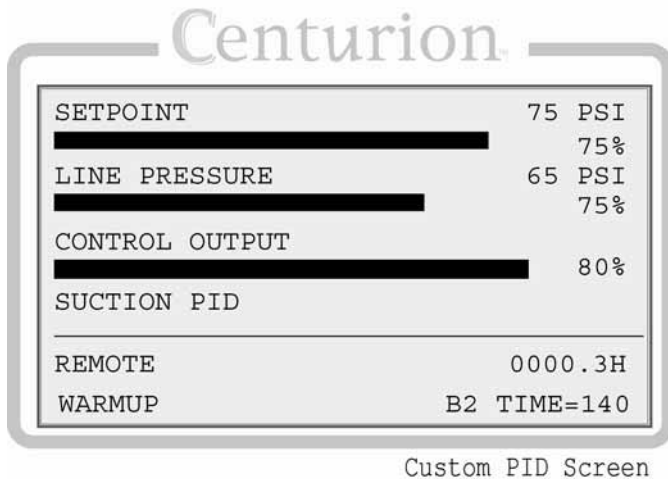 Centurion™
SETPOINT 75 PSI
75%
LINE PRESSURE 65 PSI
75%
CONTROL OUTPUT
80%
SUCTION PID
REMOTE 0000.3H
WARMUP B2 TIME=140
Custom PID Screen